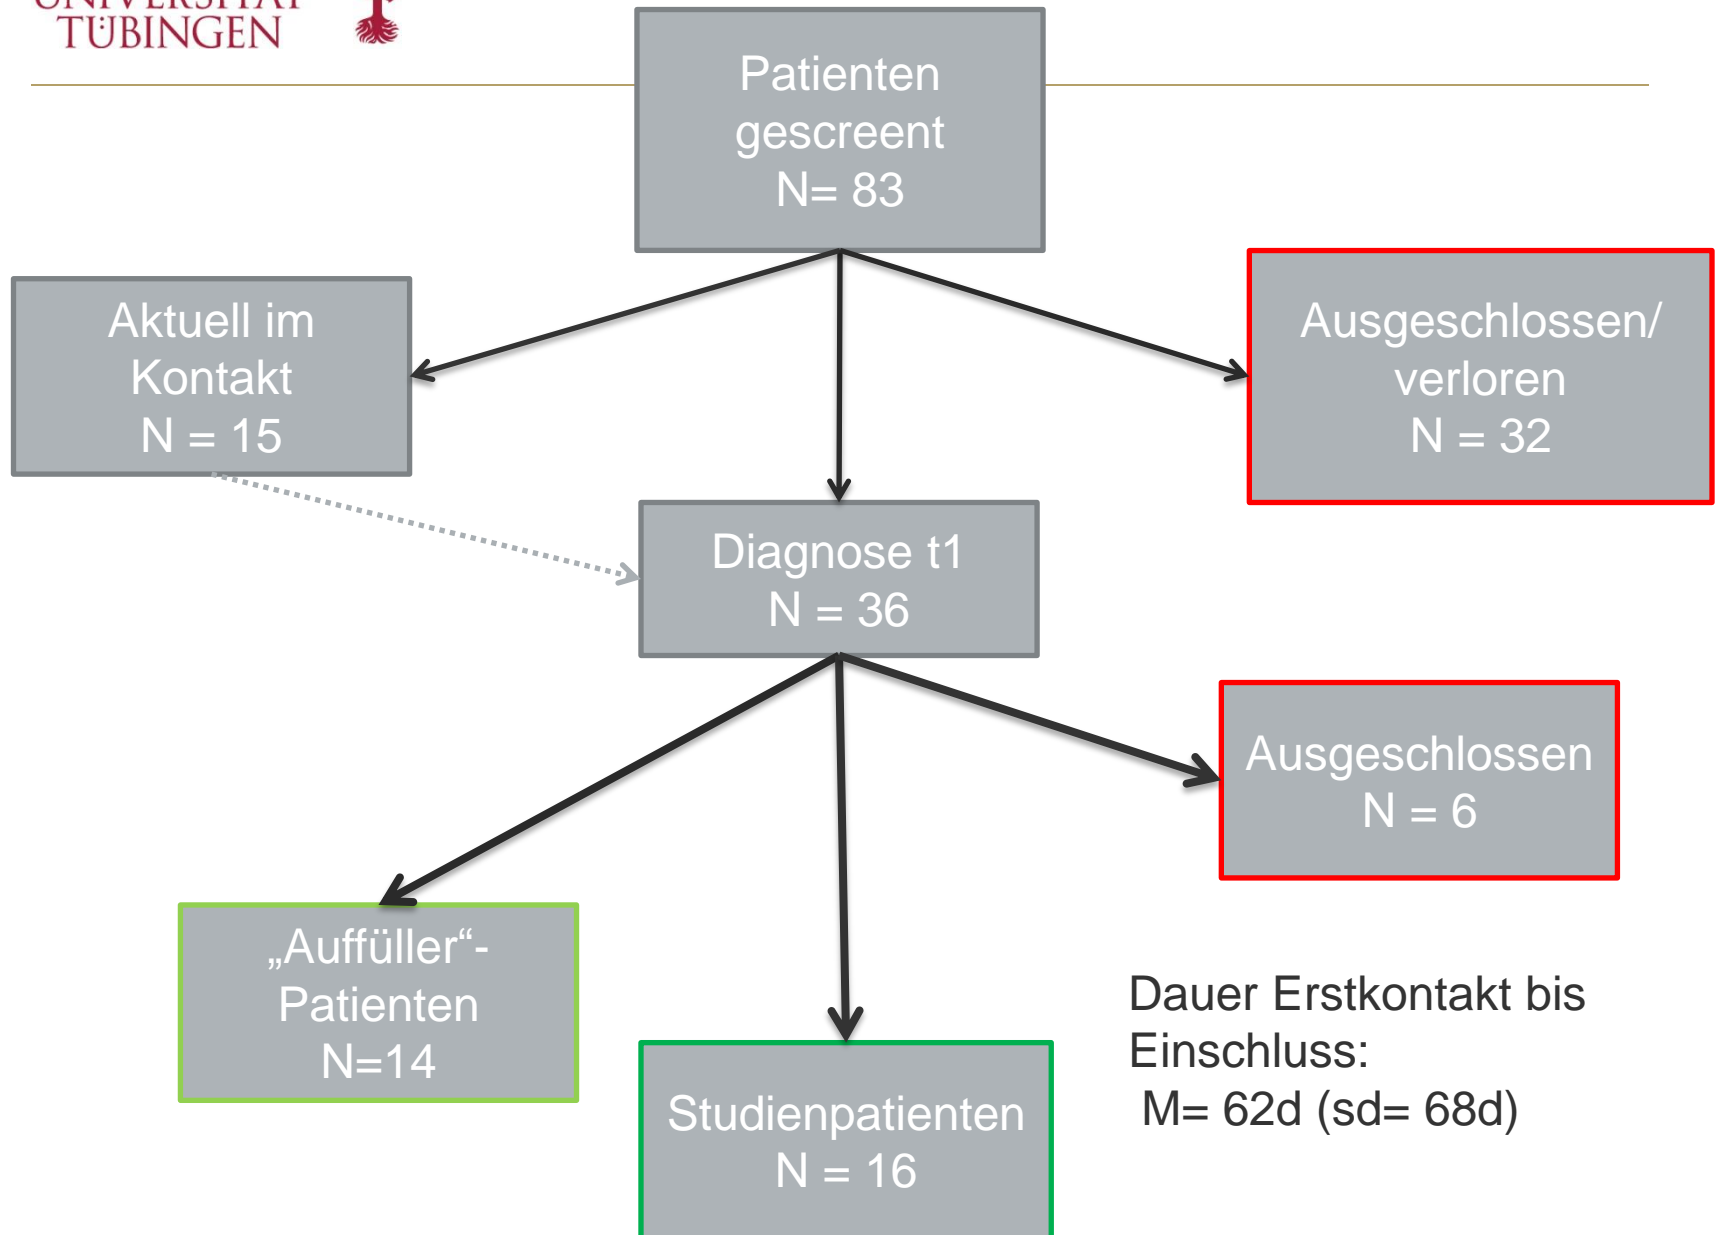 UNIVERSITÄT
TÜBINGEN
Patienten
gescreent
N= 83
Aktuell im
Kontakt
N = 15
Ausgeschlossen/
verloren
N = 32
Diagnose t1
N = 36
Ausgeschlossen
N = 6
„Auffüller“-
Patienten
N=14
Studienpatienten
N = 16
Dauer Erstkontakt bis
Einschluss:
M= 62d (sd= 68d)